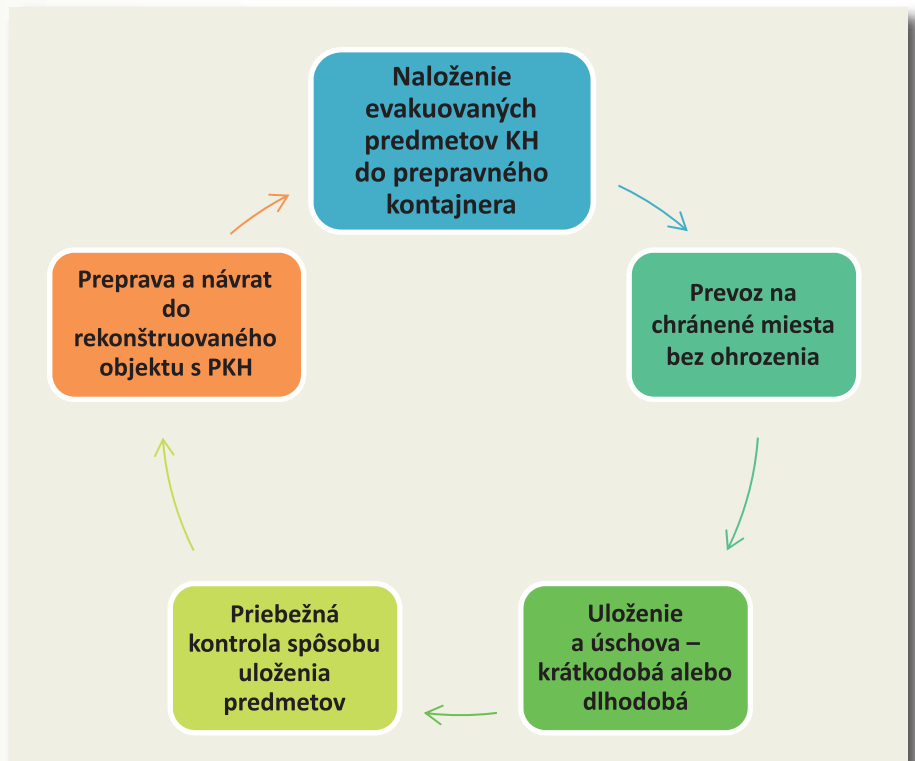 Naloženie
evakuovaných
predmetov KH
do prepravného
kontajnera
Prevoz na
chránené miesta
bez ohrozenia
Uloženie
a úschova –
krátkodobá alebo
dlhodobá
Priebežná
kontrola spôsobu
uloženia
predmetov
Preprava a návrat
do
rekonštruovaného
objektu s PKH